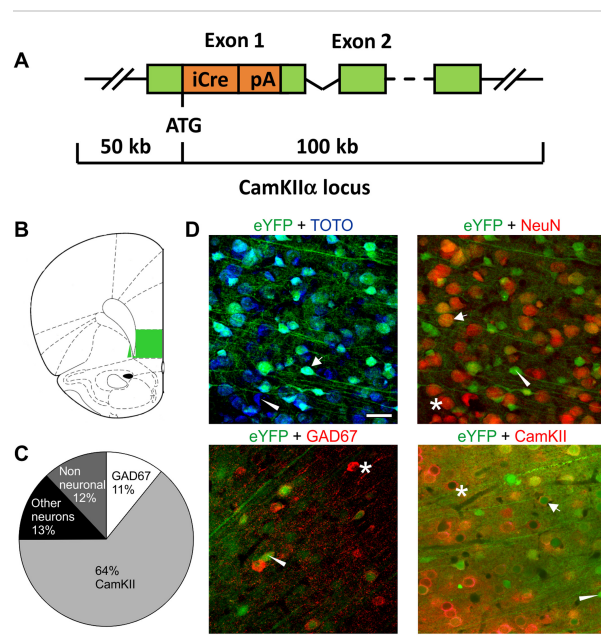 A
Exon 1
Exon 2
iCre
pA
ATG
50 kb
100 kb
CamKIIα locus
B
C
Non
neuronal
12%
GAD67
11%
Other
neurons
13%
64%
CamKII
D
eYFP + TOTO
eYFP + NeuN
*
eYFP + GAD67
*
eYFP + CamKII
*